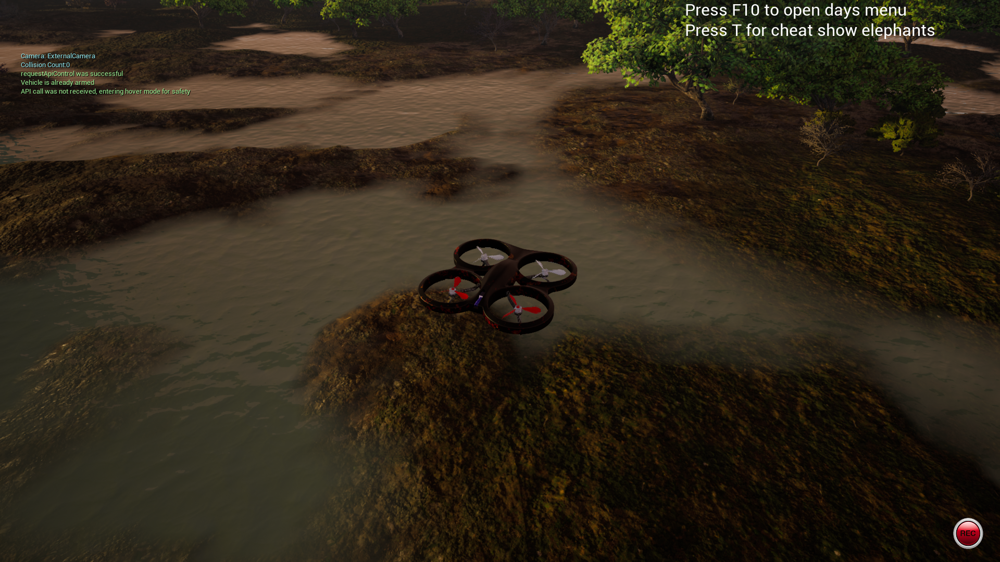 Press F10 to open days menu
Press T for cheat show elephants
Camera: ExternalCamera
Collision Count:0
requestApiControl was successful
Vehicle is already armed
API call was not received, entering hover mode for safety
REC